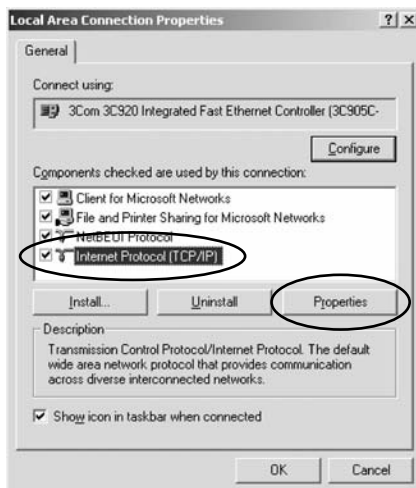 Local Area Connection Properties
General
Connect using:
3Com 3C920 Integrated Fast Ethernet Controller (3C905C-
Configure
Components checked are used by this connection:
Client for Microsoft Networks
File and Printer Sharing for Microsoft Networks
NetBEUI Protocol
Internet Protocol (TCP/IP)
Install... Uninstall Properties
Description
Transmission Control Protocol/Internet Protocol. The default
wide area network protocol that provides communication
across diverse interconnected networks.
Show icon in taskbar when connected
OK Cancel